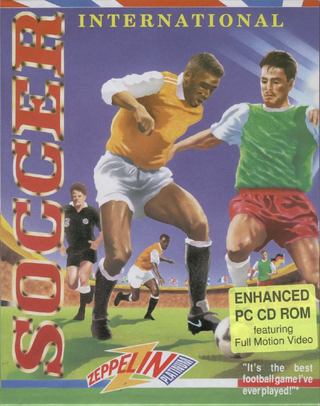 INTERNATIONAL
SOCCER
ENHANCED
PC CD ROM
featuring
Full Motion Video
ZEPPELIN
PLATINUM
"It's the best
football game I've
ever played!"*